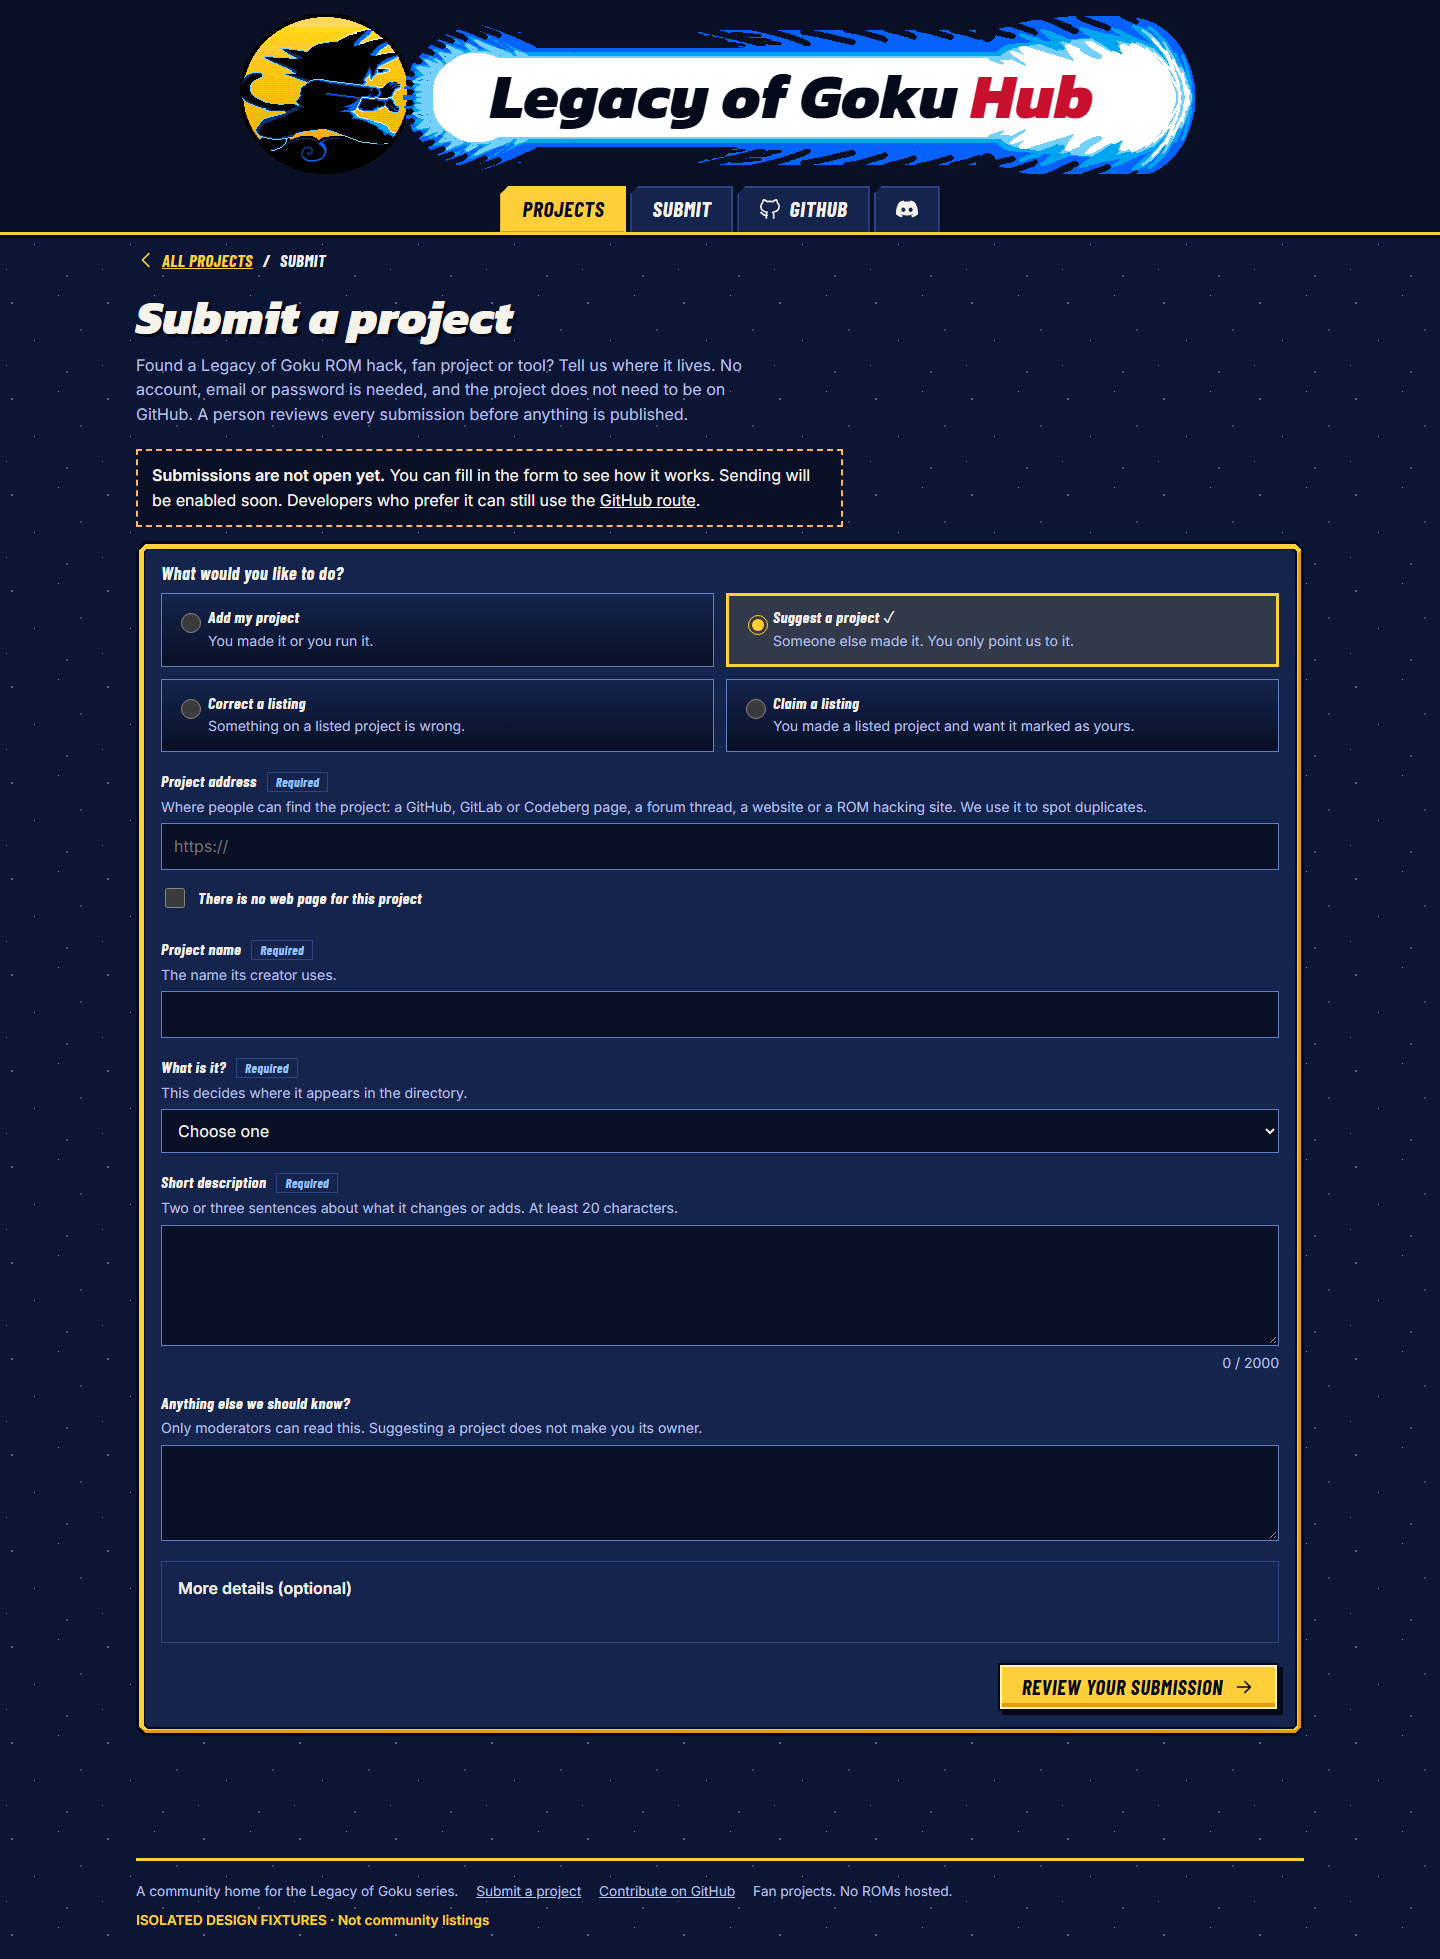 Legacy of Goku Hub
PROJECTS
SUBMIT
GITHUB
ALL PROJECTS / SUBMIT
Submit a project
Found a Legacy of Goku ROM hack, fan project or tool? Tell us where it lives. No
account, email or password is needed, and the project does not need to be on
GitHub. A person reviews every submission before anything is published.
Submissions are not open yet. You can fill in the form to see how it works. Sending will
be enabled soon. Developers who prefer it can still use the GitHub route.
What would you like to do?
Add my project
You made it or you run it.
Suggest a project ✓
Someone else made it. You only point us to it.
Correct a listing
Something on a listed project is wrong.
Claim a listing
You made a listed project and want it marked as yours.
Project address Required
Where people can find the project: a GitHub, GitLab or Codeberg page, a forum thread, a website or a ROM hacking site. We use it to spot duplicates.
https://
There is no web page for this project
Project name Required
The name its creator uses.
What is it? Required
This decides where it appears in the directory.
Choose one
Short description Required
Two or three sentences about what it changes or adds. At least 20 characters.
0 / 2000
Anything else we should know?
Only moderators can read this. Suggesting a project does not make you its owner.
More details (optional)
REVIEW YOUR SUBMISSION →
A community home for the Legacy of Goku series. Submit a project Contribute on GitHub Fan projects. No ROMs hosted.
ISOLATED DESIGN FIXTURES · Not community listings